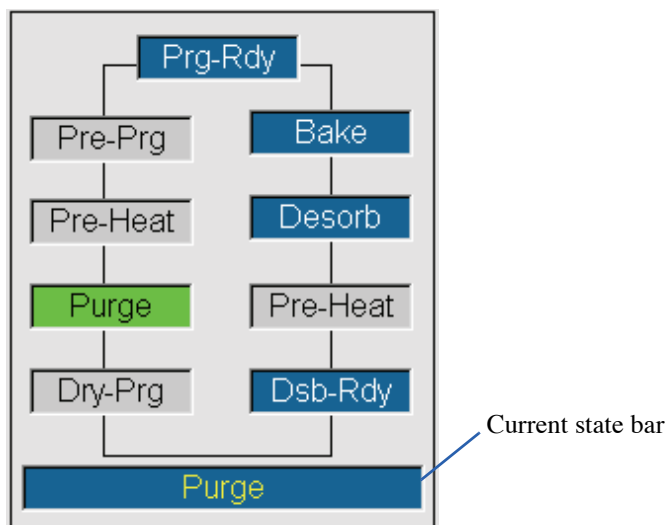 Prg-Rdy
Pre-Prg
Bake
Pre-Heat
Desorb
Purge
Pre-Heat
Dry-Prg
Dsb-Rdy
Current state bar
Purge